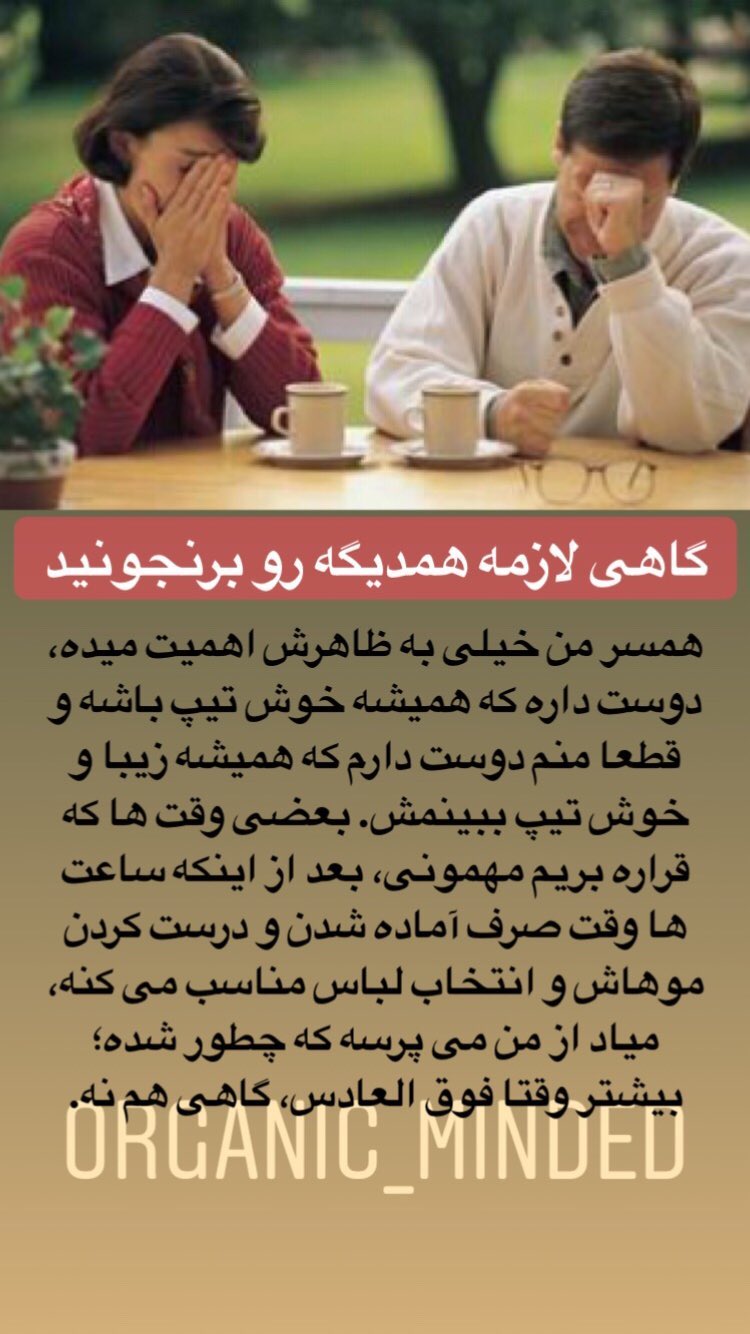 گاهی لازمه همدیگه رو برنجونید
همسر من خیلی به ظاهرش اهمیت میده،
دوست داره که همیشه خوش تیپ باشه و
قطعا منم دوست دارم که همیشه زیبا و
خوش تیپ ببینمش. بعضی وقت ها که
قراره بریم مهمونی، بعد از اینکه ساعت
ها وقت صرف آماده شدن و درست کردن
موهاش و انتخاب لباس مناسب می کنه،
میاد از من می پرسه که چطور شده؛
بیشتر وقتا فوق العادس، گاهی هم نه.
ORGANIC_MINDED